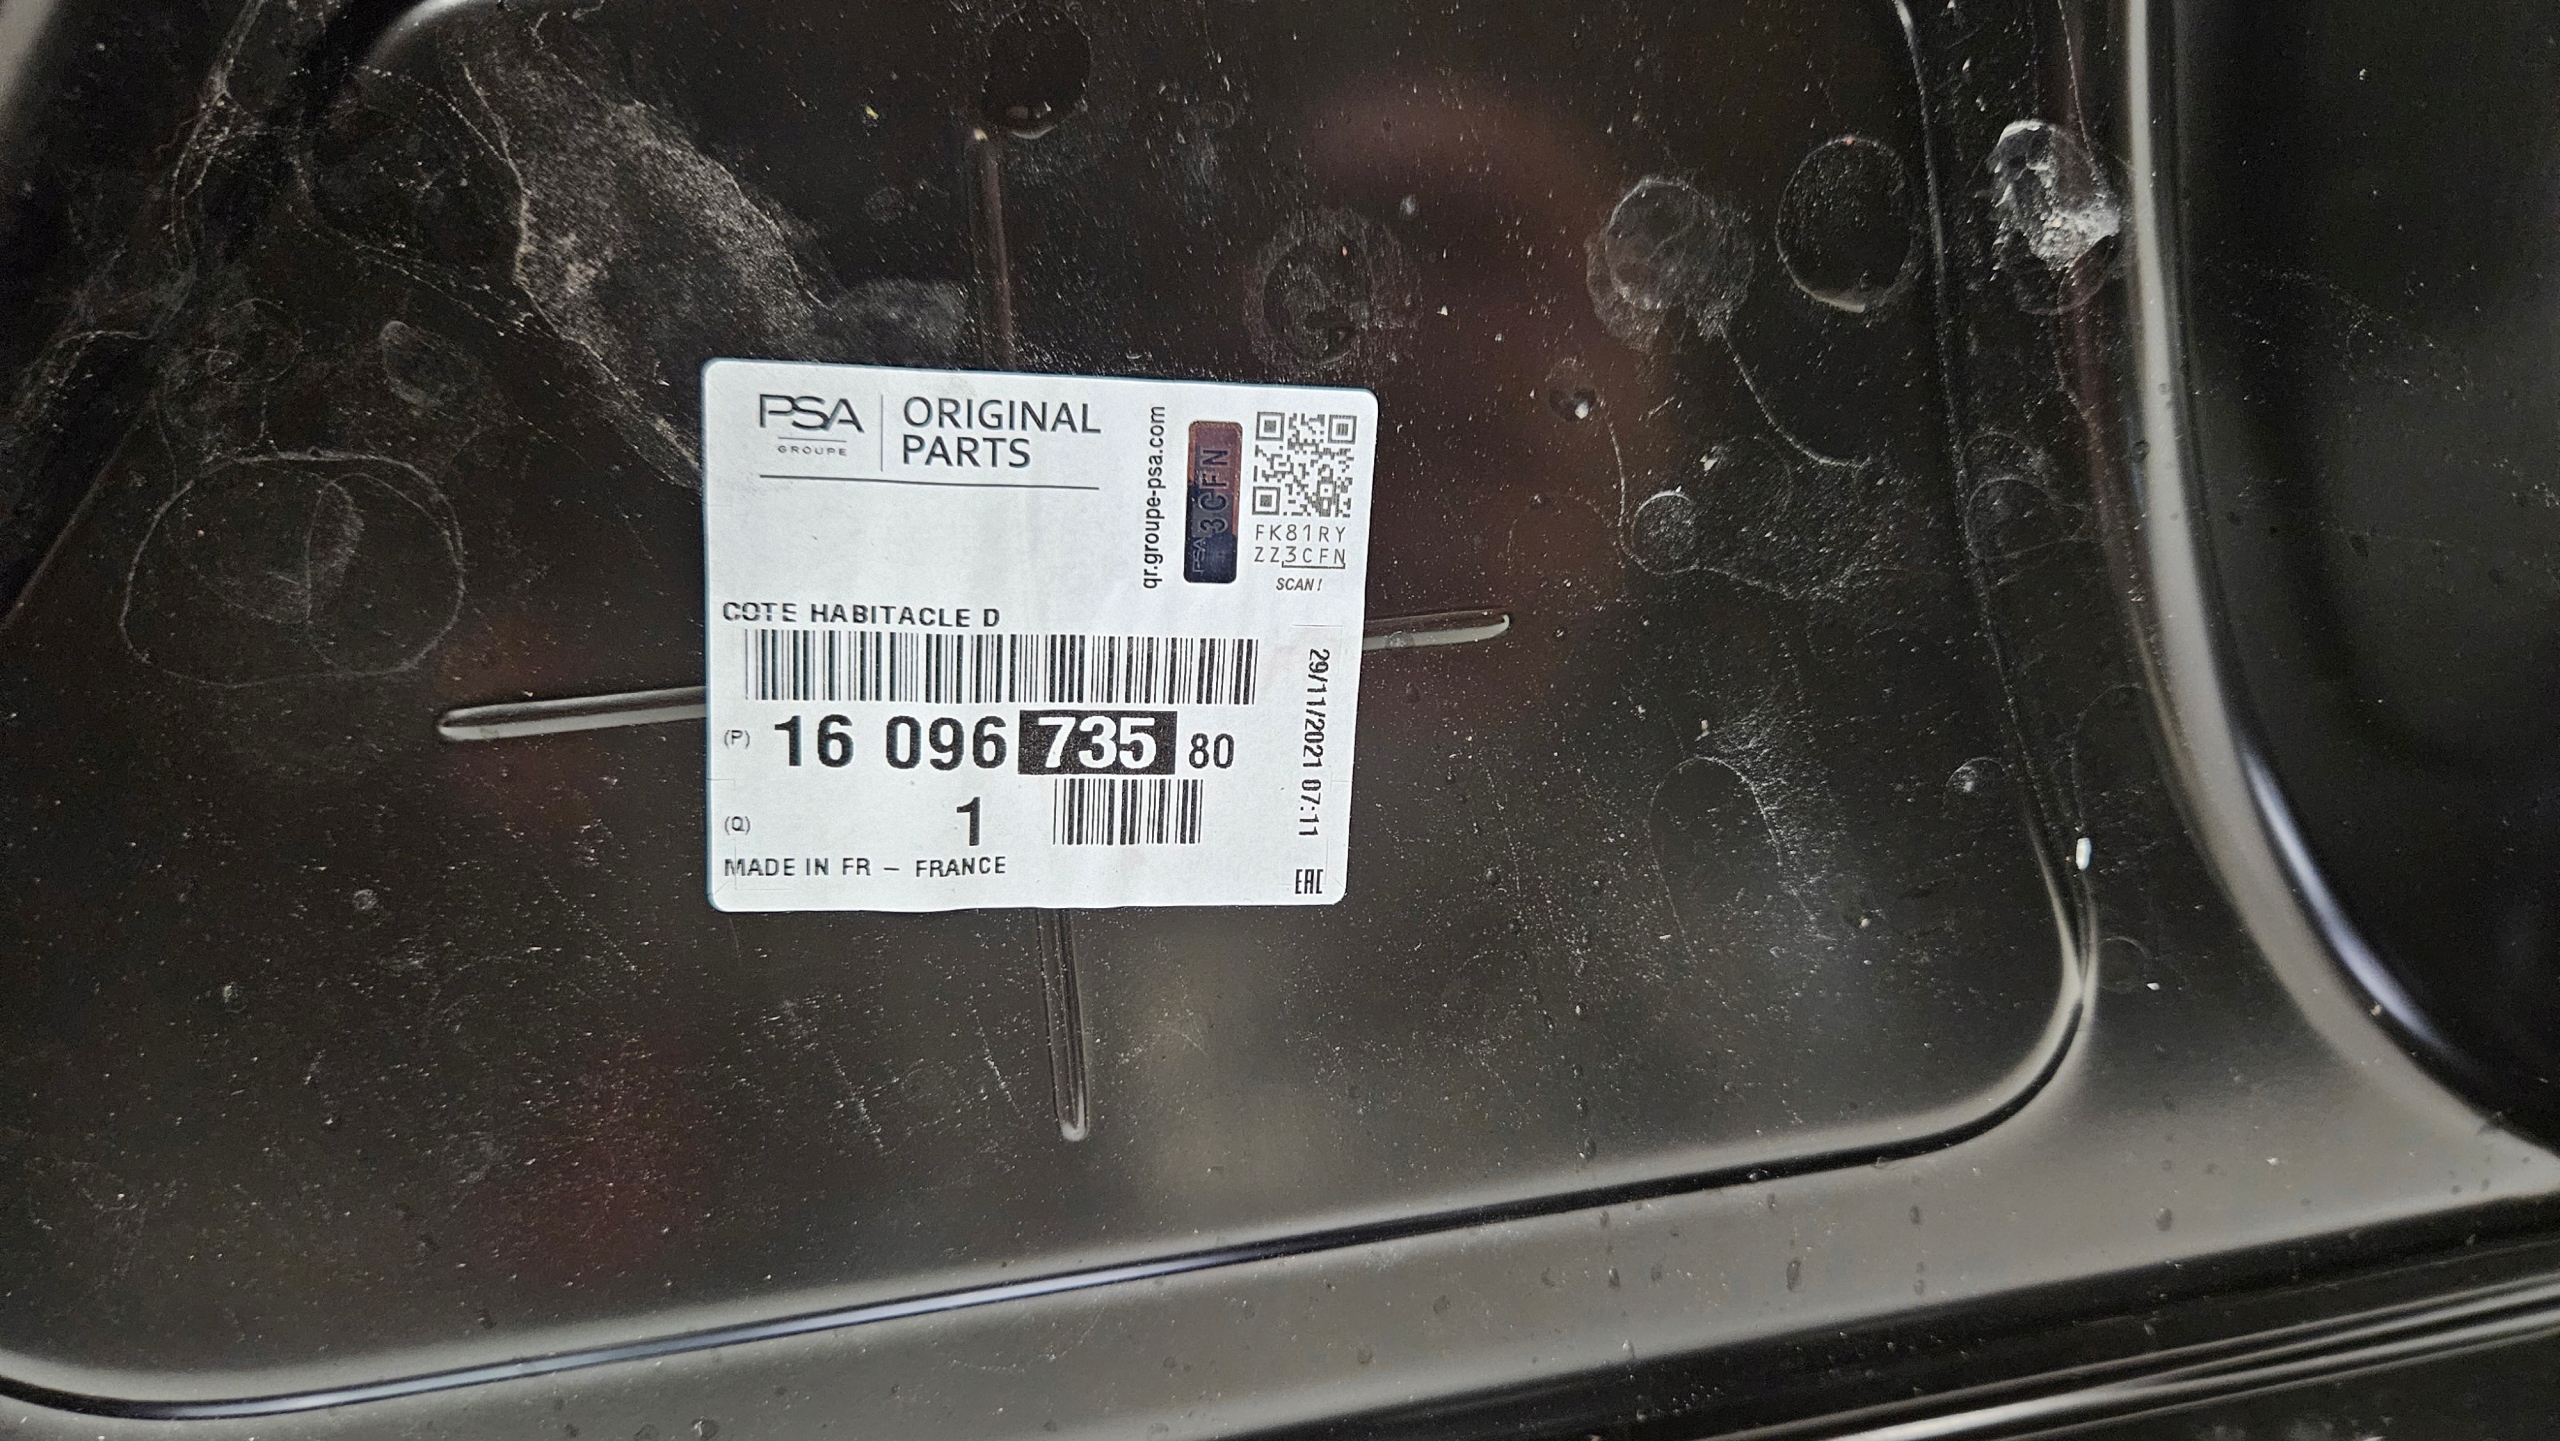 PSA
GROUPE
ORIGINAL
PARTS
qr.groupe-psa.com
PSA 3CFN
FK81RY
ZZ3CFN
SCAN!
COTE HABITACLE D
(P) 16 096 735 80
(Q) 1
MADE IN FR - FRANCE
29/11/2021 07:11
EAC